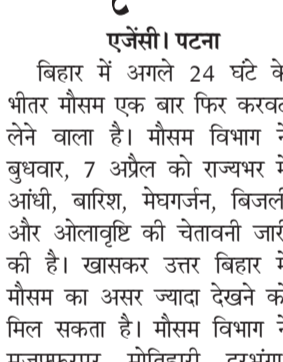 एजेंसी। पटना
बिहार में अगले 24 घंटे के
भीतर मौसम एक बार फिर करवट
लेने वाला है। मौसम विभाग ने
बुधवार, 7 अप्रैल को राज्यभर में
आंधी, बारिश, मेघगर्जन, बिजली
और ओलावृष्टि की चेतावनी जारी
की है। खासकर उत्तर बिहार में
मौसम का असर ज्यादा देखने को
मिल सकता है। मौसम विभाग ने